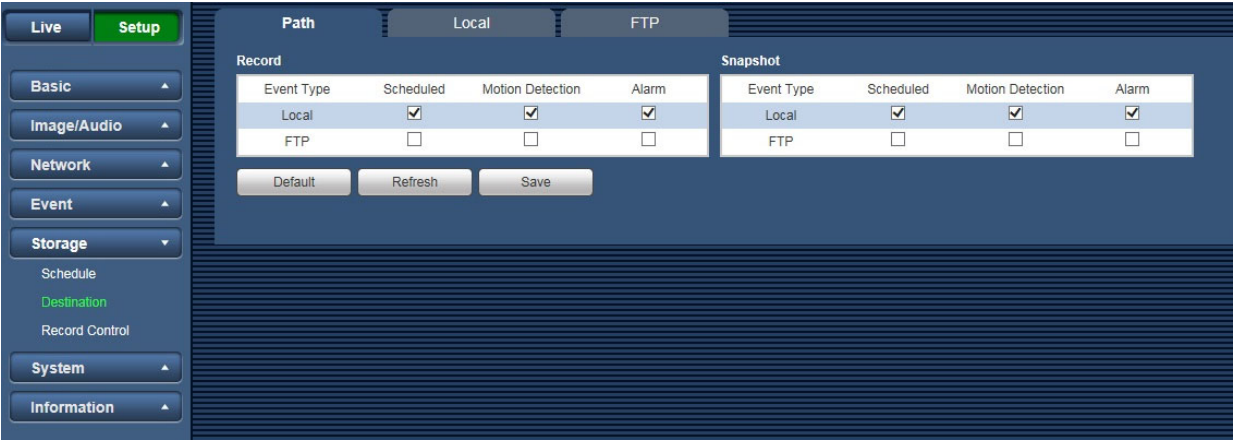 Live Setup
Path Local FTP
Basic
Image/Audio
Network
Event
Storage
Schedule
Destination
Record Control
System
Information
Record
Event Type Scheduled Motion Detection Alarm
Local
FTP
Snapshot
Event Type Scheduled Motion Detection Alarm
Local
FTP
Default Refresh Save